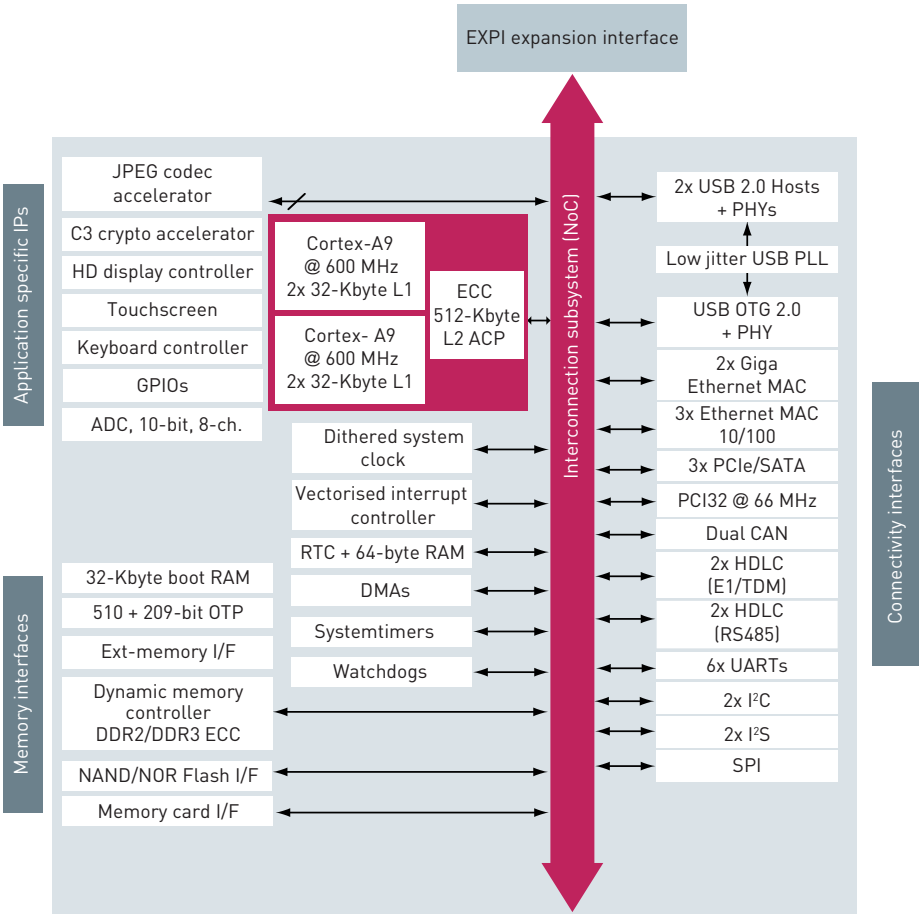 EXPI expansion interface
Interconnection subsystem (NoC)
Application specific IPs
JPEG codec
accelerator
C3 crypto accelerator
HD display controller
Touchscreen
Keyboard controller
GPIOs
ADC, 10-bit, 8-ch.
Cortex-A9
@ 600 MHz
2x 32-Kbyte L1
Cortex- A9
@ 600 MHz
2x 32-Kbyte L1
ECC
512-Kbyte
L2 ACP
Dithered system
clock
Vectorised interrupt
controller
RTC + 64-byte RAM
DMAs
Systemtimers
Watchdogs
Memory interfaces
32-Kbyte boot RAM
510 + 209-bit OTP
Ext-memory I/F
Dynamic memory
controller
DDR2/DDR3 ECC
NAND/NOR Flash I/F
Memory card I/F
2x USB 2.0 Hosts
+ PHYs
Low jitter USB PLL
USB OTG 2.0
+ PHY
2x Giga
Ethernet MAC
3x Ethernet MAC
10/100
3x PCIe/SATA
PCI32 @ 66 MHz
Dual CAN
2x HDLC
(E1/TDM)
2x HDLC
(RS485)
6x UARTs
2x I²C
2x I²S
SPI
Connectivity interfaces